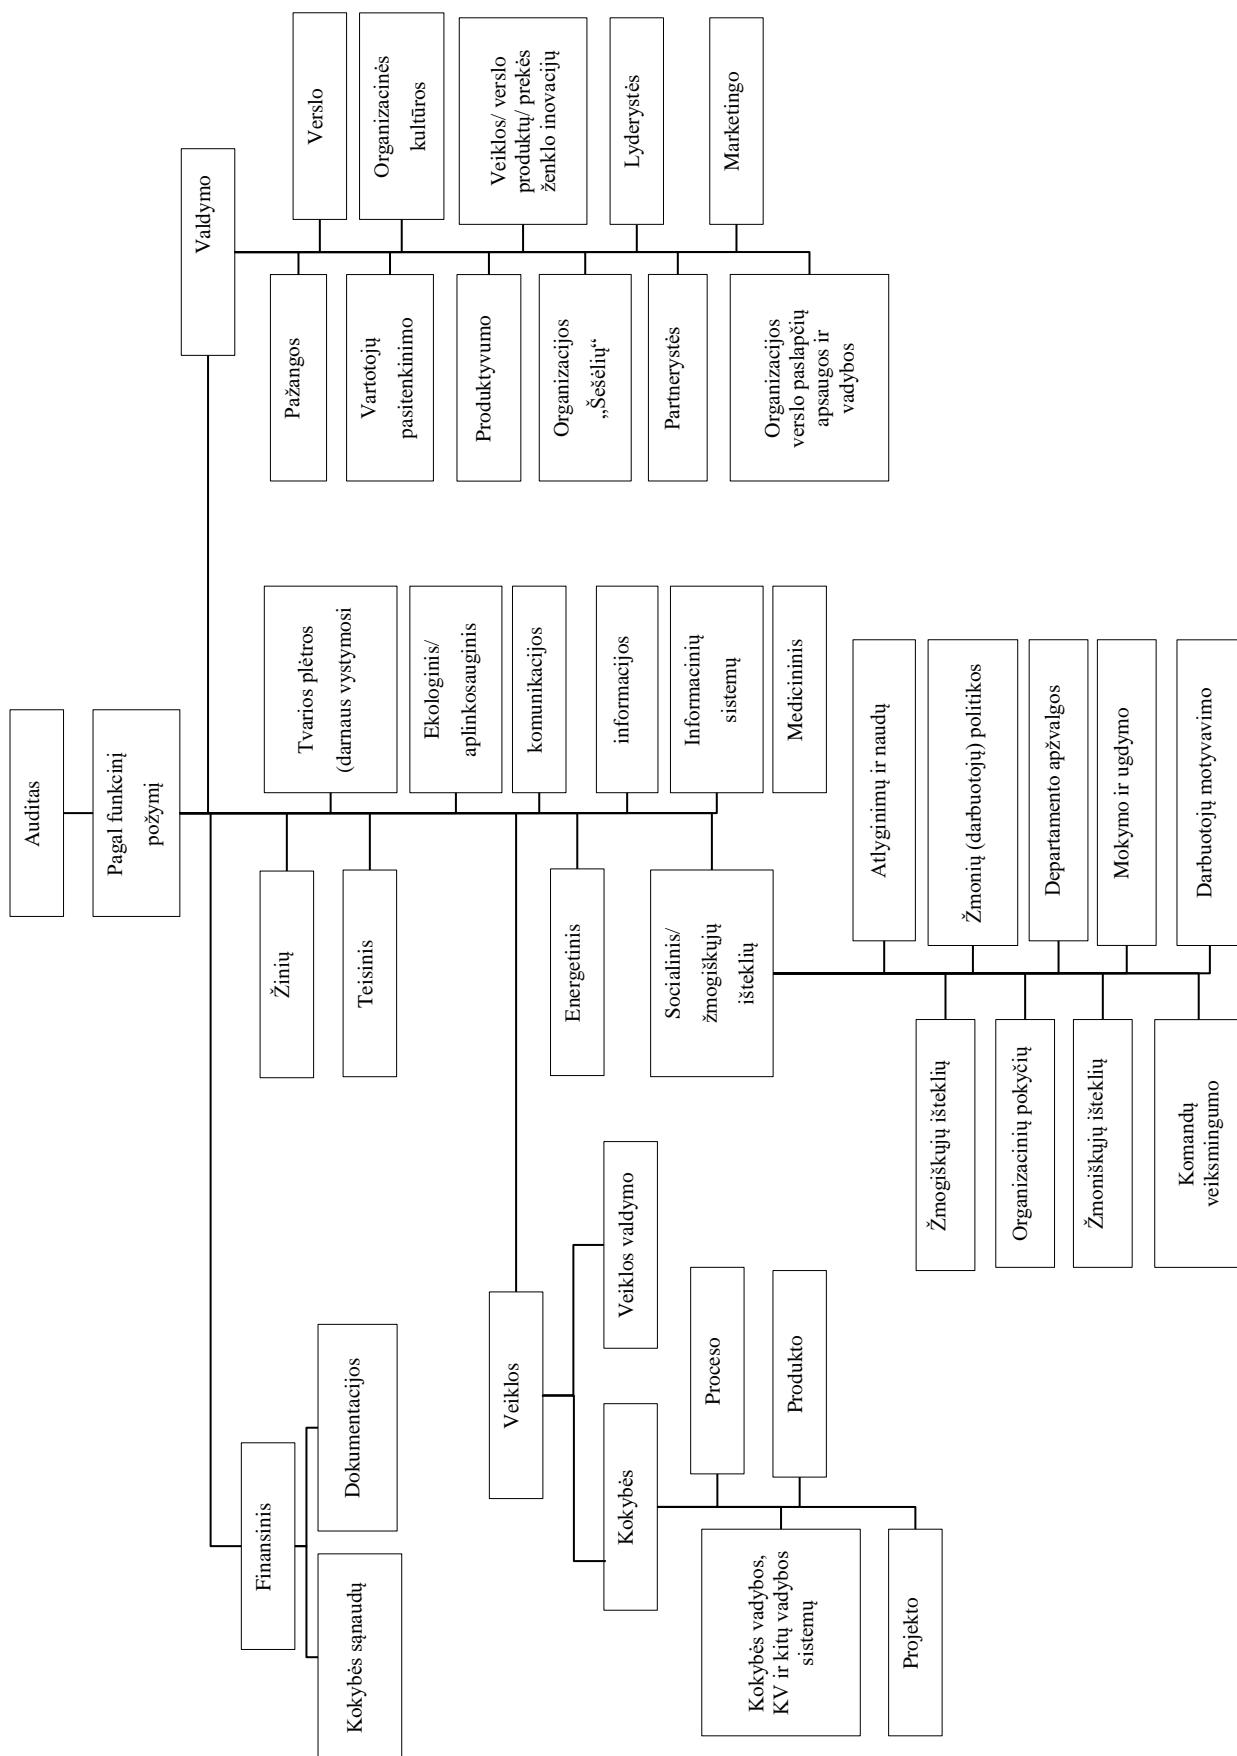 Auditas
Pagal funkcinį
požymį
Finansinis
Kokybės sąnaudų
Dokumentacijos
Veiklos
Kokybės
Veiklos valdymo
Proceso
Kokybės vadybos,
KV ir kitų vadybos
sistemų
Produkto
Projekto
Žinių
Teisinis
Energetinis
Socialinis/
žmogiškųjų
išteklių
Tvarios plėtros
(darnaus vystymosi
Ekologinis/
aplinkosauginis
komunikacijos
informacijos
Informacinių
sistemų
Medicininis
Žmogiškųjų išteklių
Organizacinių pokyčių
Žmoniškųjų išteklių
Komandų
veiksmingumo
Atlyginimų ir naudų
Žmonių (darbuotojų) politikos
Departamento apžvalgos
Mokymo ir ugdymo
Darbuotojų motyvavimo
Valdymo
Pažangos
Vartotojų
pasitenkinimo
Produktyvumo
Organizacijos
„Šešėlių“
Partnerystės
Organizacijos
verslo paslapčių
apsaugos ir
vadybos
Verslo
Organizacinės
kultūros
Veiklos/ verslo
produktų/ prekės
ženklo inovacijų
Lyderystės
Marketingo